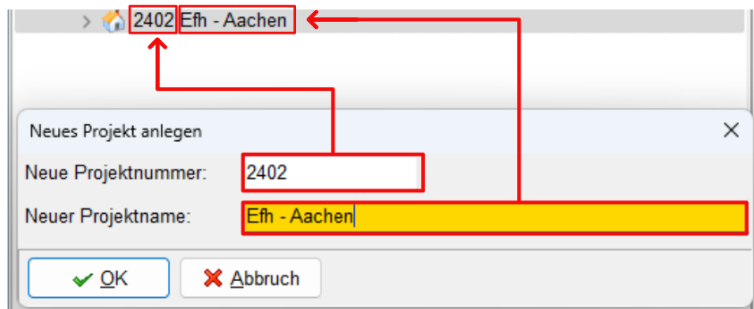 2402 Efh - Aachen
Neues Projekt anlegen
Neue Projektnummer: 2402
Neuer Projektname: Efh - Aachen
OK Abbruch